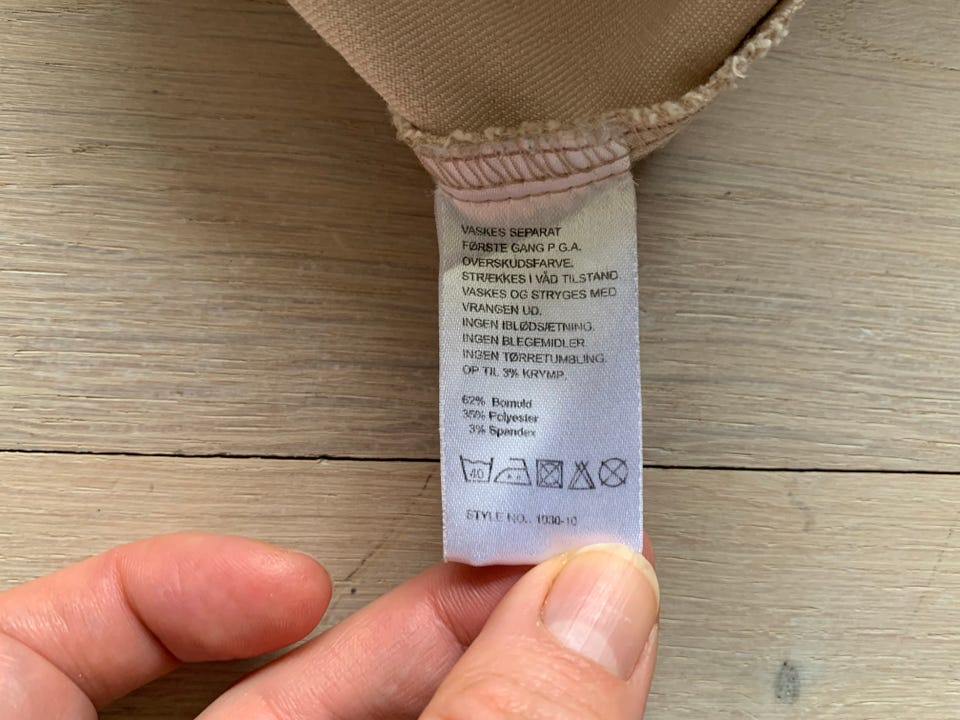 VASKES SEPARAT
FØRSTE GANG P.G.A.
OVERSKUDSFARVE.
STRÆKKES I VÅD TILSTAND.
VASKES OG STRYGES MED
VRANGEN UD.
INGEN IBLØDSÆTNING.
INGEN BLEGEMIDLER.
INGEN TØRRETUMBLING.
OP TIL 3% KRYMP.
62% Bomuld
35% Polyester
3% Spandex
40
STYLE NO.. 1930-10